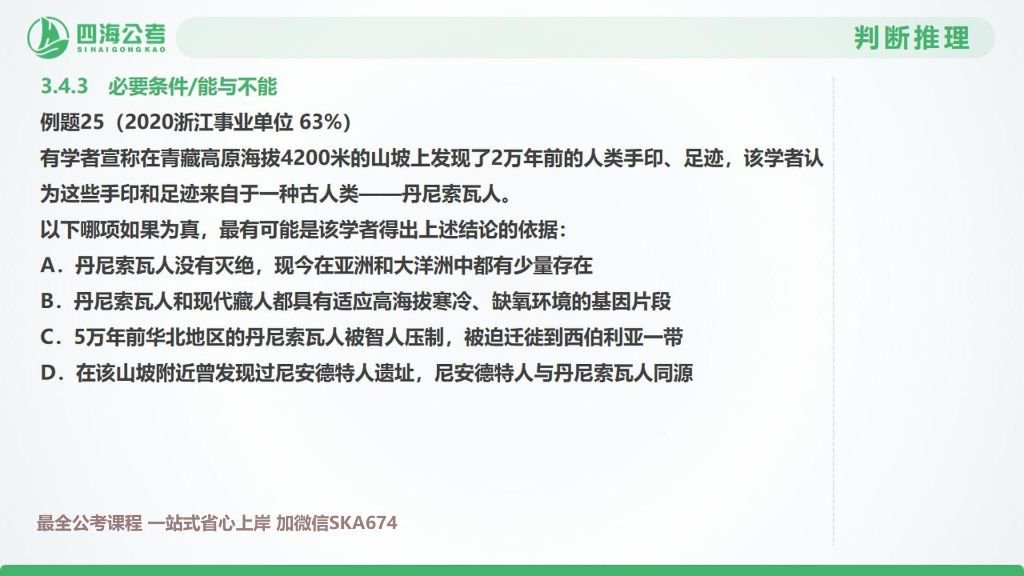 四海公考
SIHAIGONGKAO
判断推理
3.4.3 必要条件/能与不能
例题25（2020浙江事业单位 63%）
有学者宣称在青藏高原海拔4200米的山坡上发现了2万年前的人类手印、足迹，该学者认
为这些手印和足迹来自于一种古人类——丹尼索瓦人。
以下哪项如果为真，最有可能是该学者得出上述结论的依据：
A．丹尼索瓦人没有灭绝，现今在亚洲和大洋洲中都有少量存在
B．丹尼索瓦人和现代藏人都具有适应高海拔寒冷、缺氧环境的基因片段
C．5万年前华北地区的丹尼索瓦人被智人压制，被迫迁徙到西伯利亚一带
D．在该山坡附近曾发现过尼安德特人遗址，尼安德特人与丹尼索瓦人同源
最全公考课程 一站式省心上岸 加微信SKA674